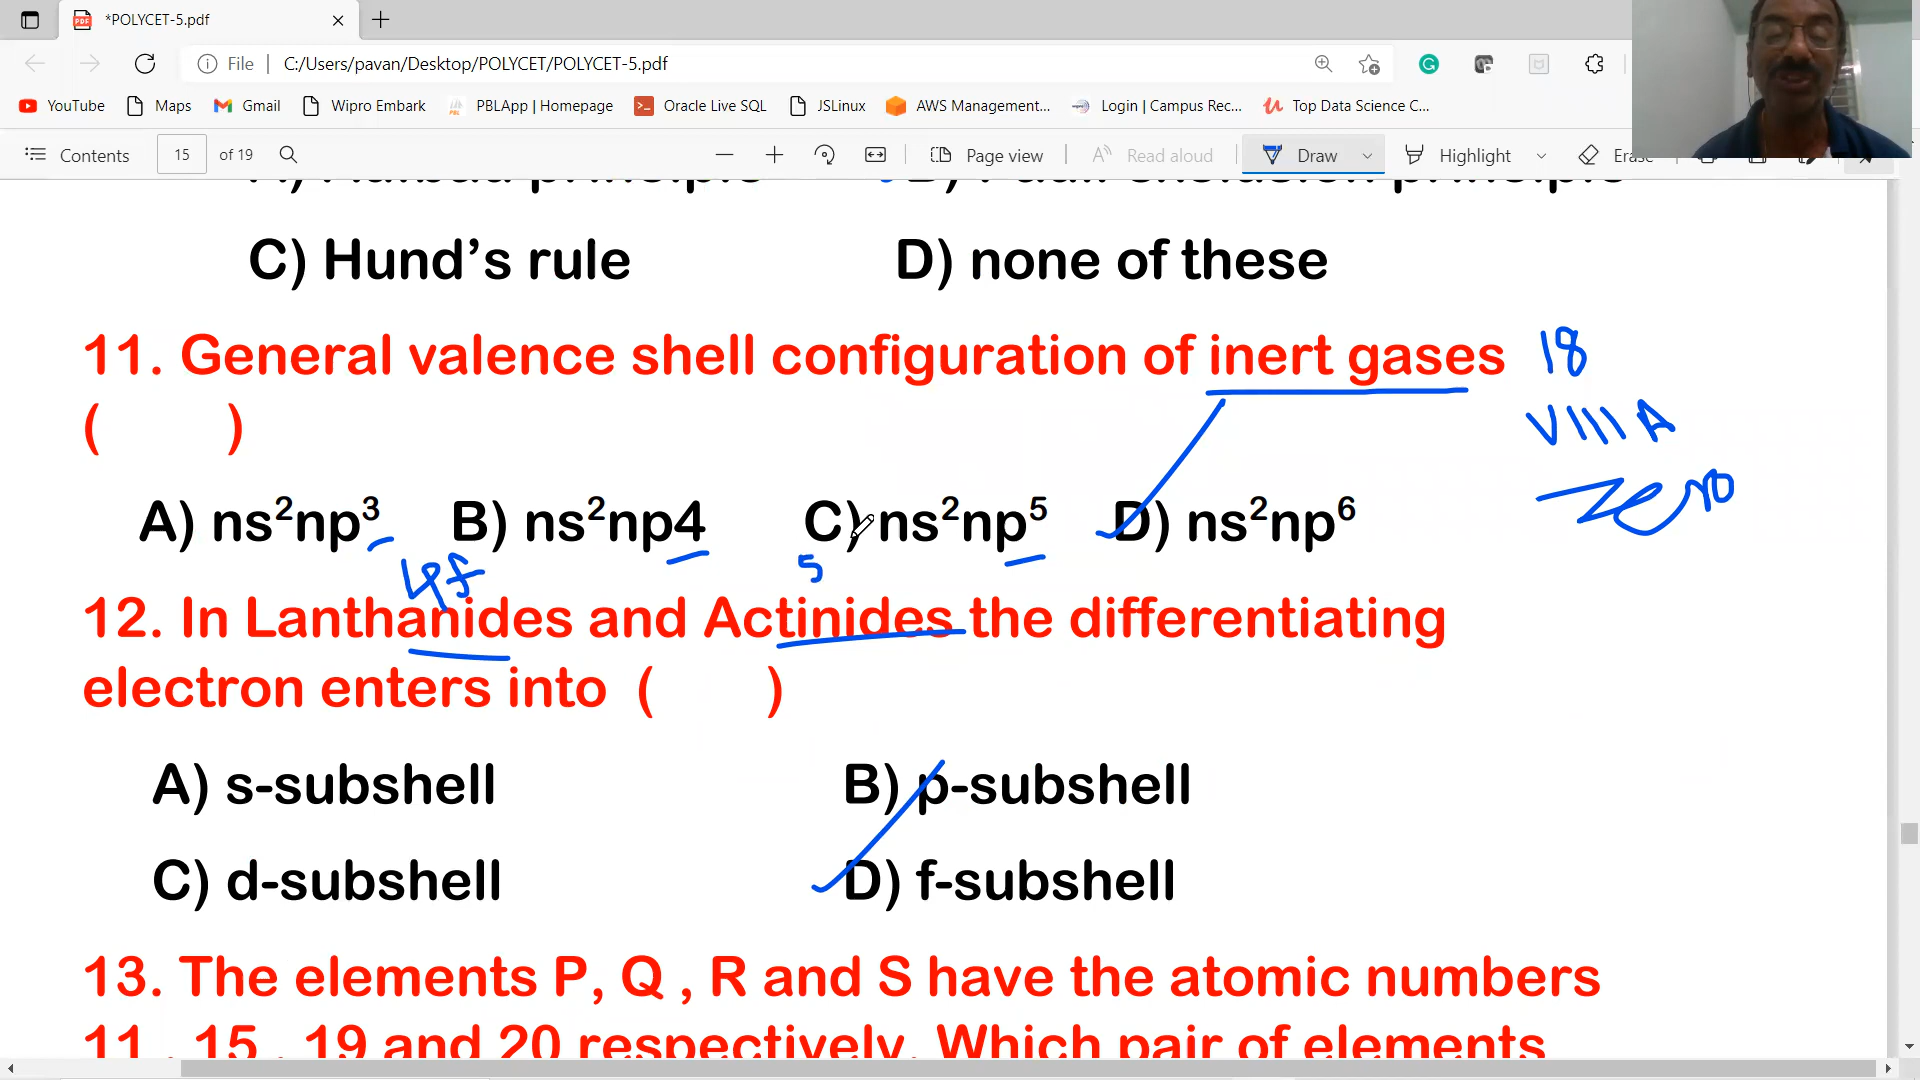 *POLYCET-5.pdf
File C:/Users/pavan/Desktop/POLYCET/POLYCET-5.pdf
YouTube Maps Gmail Wipro Embark PBLApp | Homepage Oracle Live SQL JSLinux AWS Management... Login | Campus Rec... Top Data Science C...
Contents 15 of 19 Page view Read aloud Draw Highlight Erase
C) Hund's rule D) none of these
11. General valence shell configuration of inert gases 18
( ) VIII A
A) ns²np³ B) ns²np4 C) ns²np⁵ D) ns²np⁶ zero
4f 5
12. In Lanthanides and Actinides the differentiating
electron enters into ( )
A) s-subshell B) p-subshell
C) d-subshell D) f-subshell
13. The elements P, Q , R and S have the atomic numbers
11 , 15 , 19 and 20 respectively. Which pair of elements